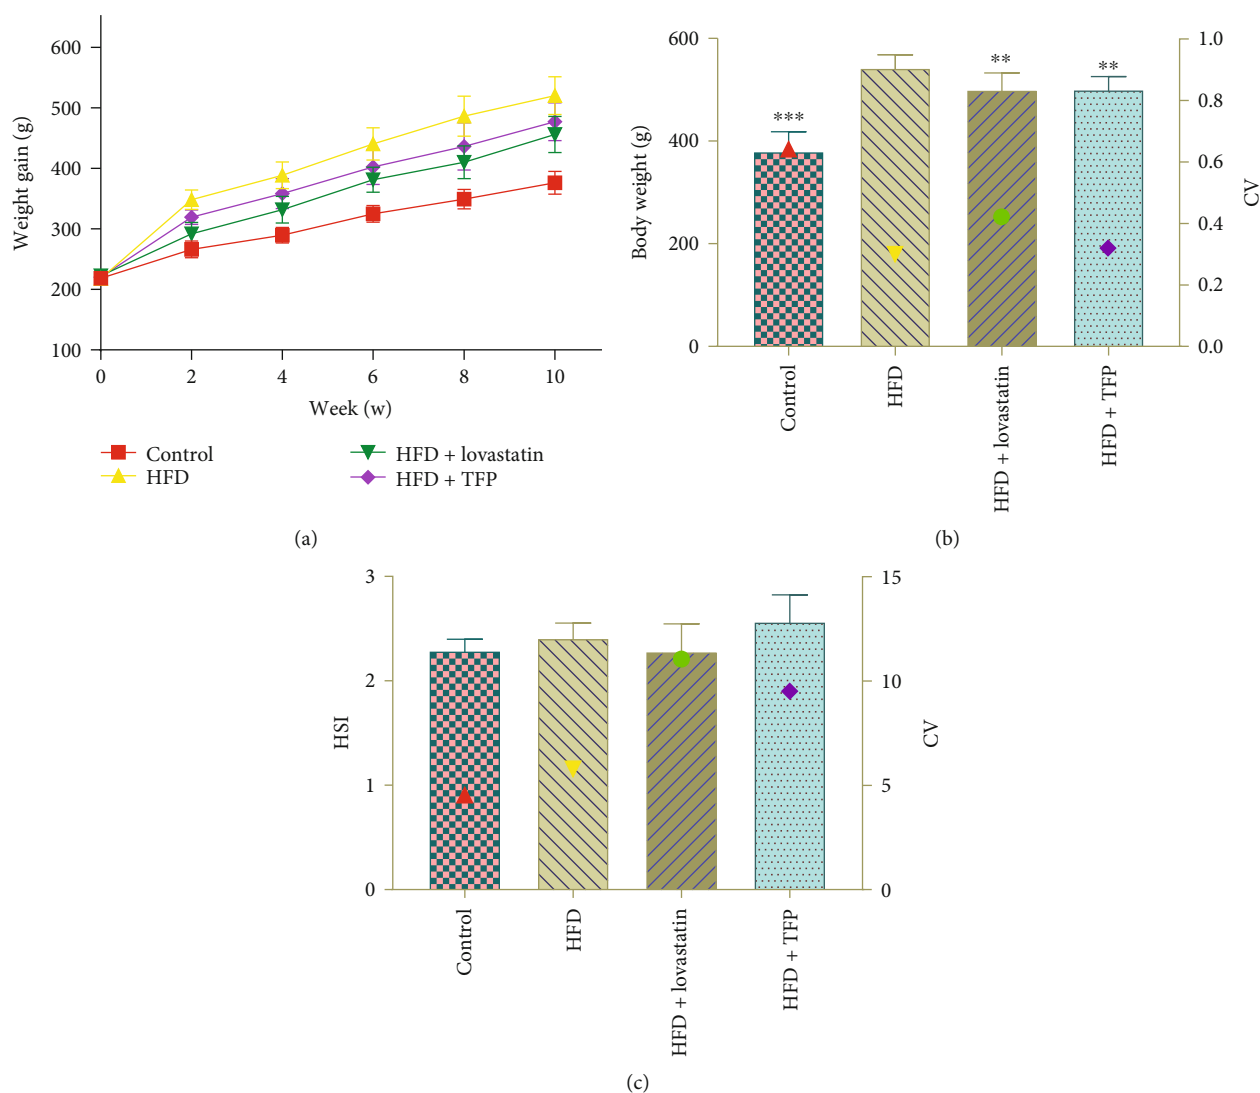 Weight gain (g)
600
500
400
300
200
100
0 2 4 6 8 10
Week (w)
Control
HFD
HFD + lovastatin
HFD + TFP
(a)
Body weight (g)
600
400
200
0
***
**
**
1.0
0.8
0.6
0.4
0.2
0.0
CV
Control
HFD
HFD + lovastatin
HFD + TFP
(b)
HSI
3
2
1
0
15
10
5
0
CV
Control
HFD
HFD + lovastatin
HFD + TFP
(c)